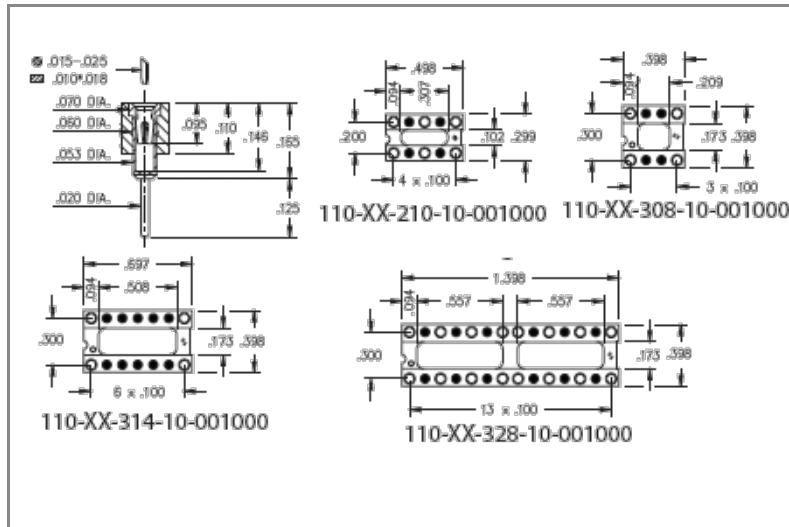 .015-.025
.010*.018
.070 DIA.
.060 DIA.
.053 DIA.
.020 DIA.
.095
.110
.146
.165
.125
.498
.094
.307
.200
.102
.299
4 x .100
110-XX-210-10-001000
.398
.094
.209
.300
.173
.398
3 x .100
110-XX-308-10-001000
.697
.094
.508
.300
.173
.398
6 x .100
110-XX-314-10-001000
1.398
.094
.557
.557
.300
.173
.398
13 x .100
110-XX-328-10-001000